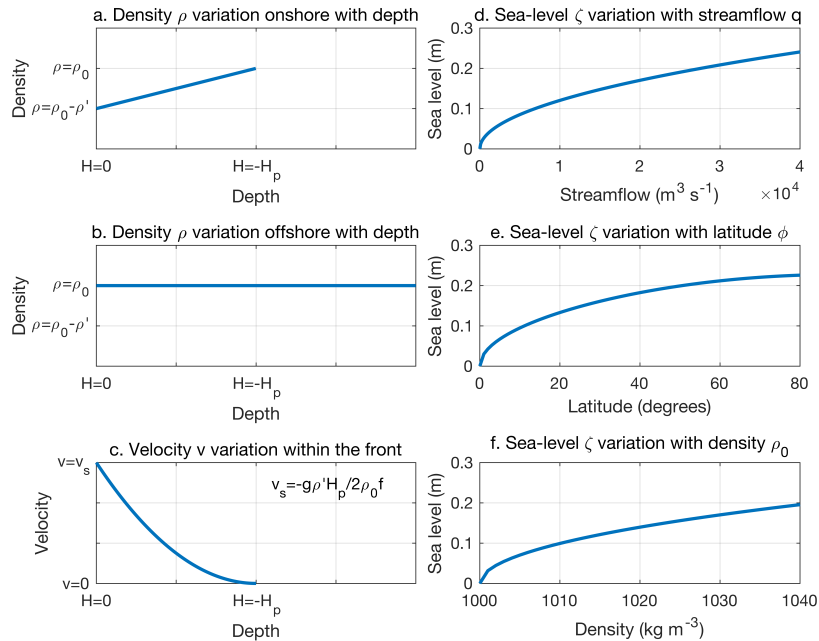 a. Density ρ variation onshore with depth
Density
ρ=ρ₀
ρ=ρ₀-ρ'
H=0
H=-Hₚ
Depth
d. Sea-level ζ variation with streamflow q
Sea level (m)
0.3
0.2
0.1
0
0
1
2
3
4
×10⁴
Streamflow (m³ s⁻¹)
b. Density ρ variation offshore with depth
Density
ρ=ρ₀
ρ=ρ₀-ρ'
H=0
H=-Hₚ
Depth
e. Sea-level ζ variation with latitude ϕ
Sea level (m)
0.3
0.2
0.1
0
0
20
40
60
80
Latitude (degrees)
c. Velocity v variation within the front
Velocity
v=vₛ
v=0
vₛ=-gρ'Hₚ/2ρ₀f
H=0
H=-Hₚ
Depth
f. Sea-level ζ variation with density ρ₀
Sea level (m)
0.3
0.2
0.1
0
1000
1010
1020
1030
1040
Density (kg m⁻³)